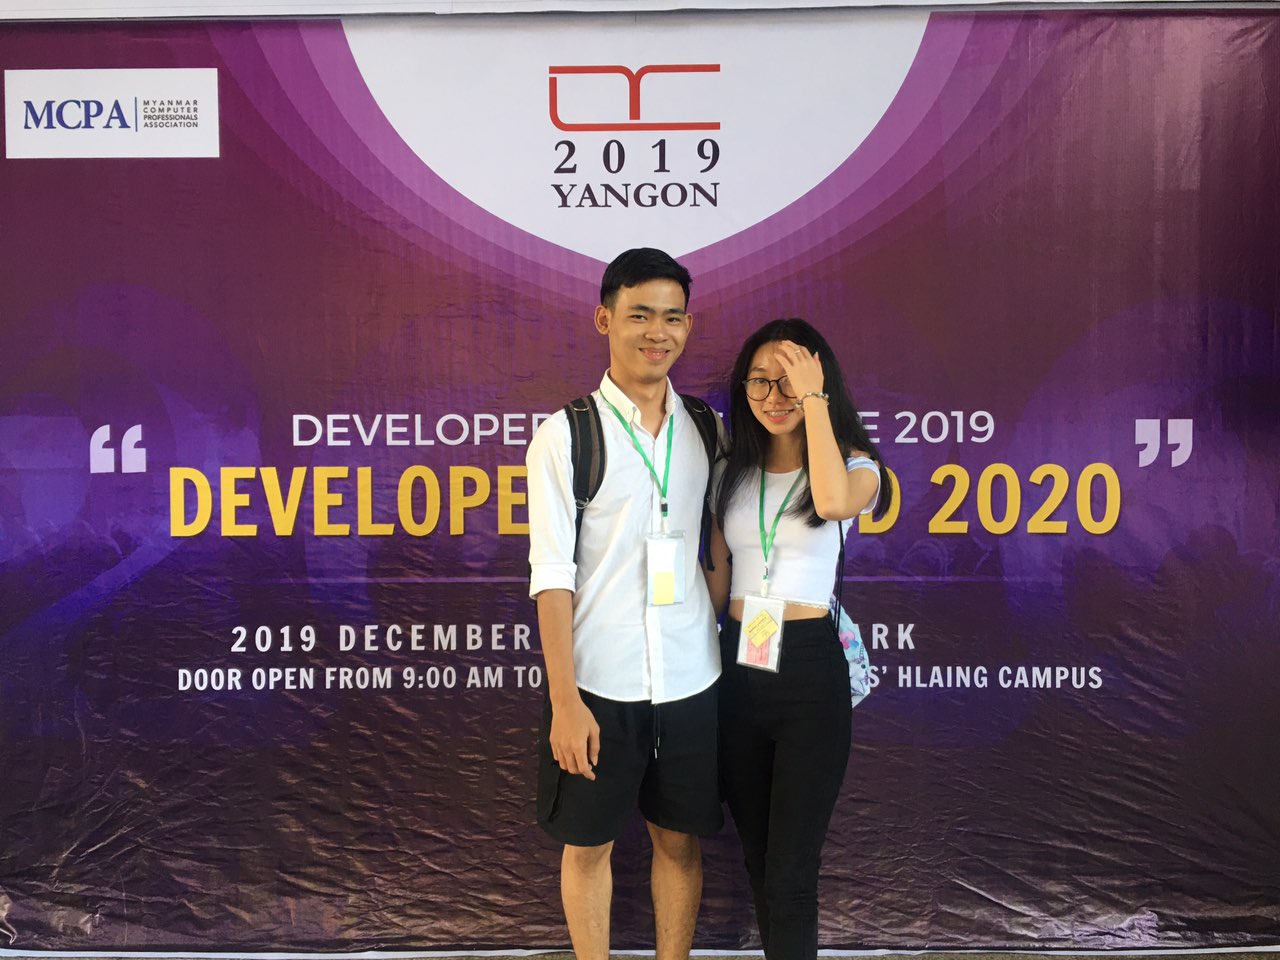 MCPA
MYANMAR
COMPUTER
PROFESSIONALS
ASSOCIATION
2019
YANGON
DEVELOPE E 2019
“ DEVELOPE D 2020 ”
2019 DECEMBER ARK
DOOR OPEN FROM 9:00 AM TO S’ HLAING CAMPUS